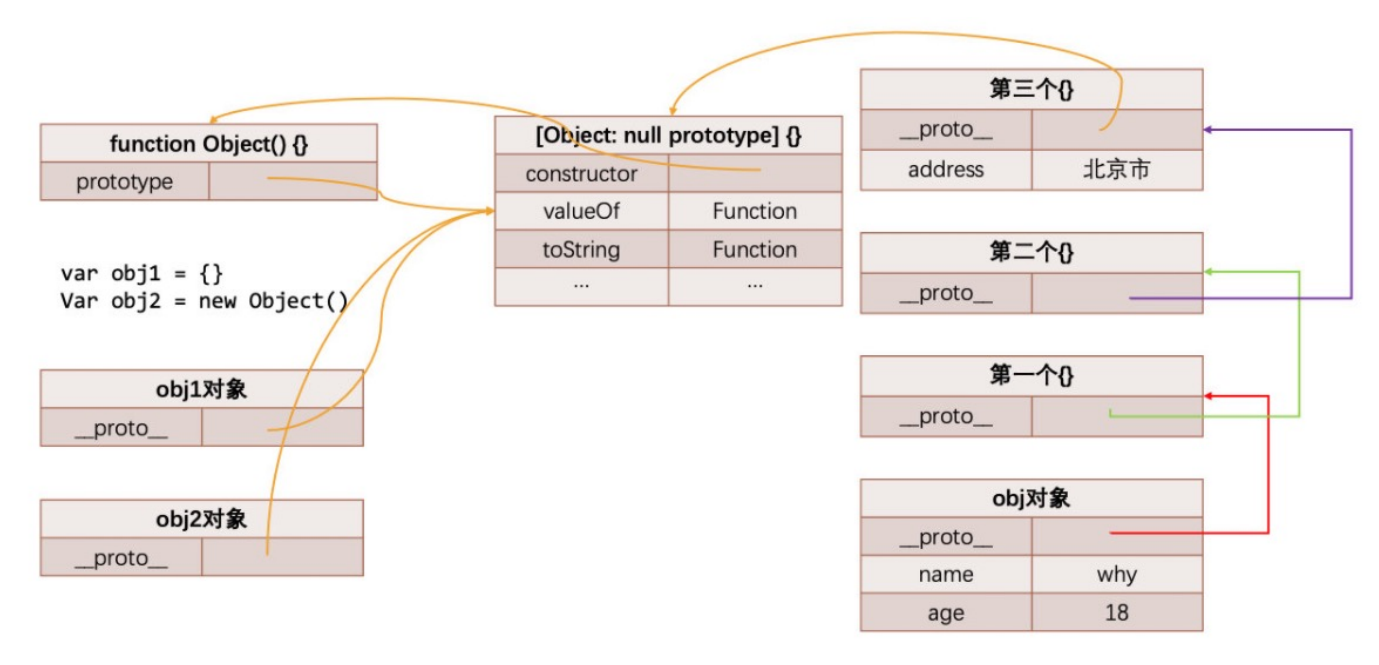 function Object() {}
prototype
var obj1 = {}
Var obj2 = new Object()
obj1对象
__proto__
obj2对象
__proto__
[Object: null prototype] {}
constructor
valueOf Function
toString Function
... ...
第三个{}
__proto__
address 北京市
第二个{}
__proto__
第一个{}
__proto__
obj对象
__proto__
name why
age 18